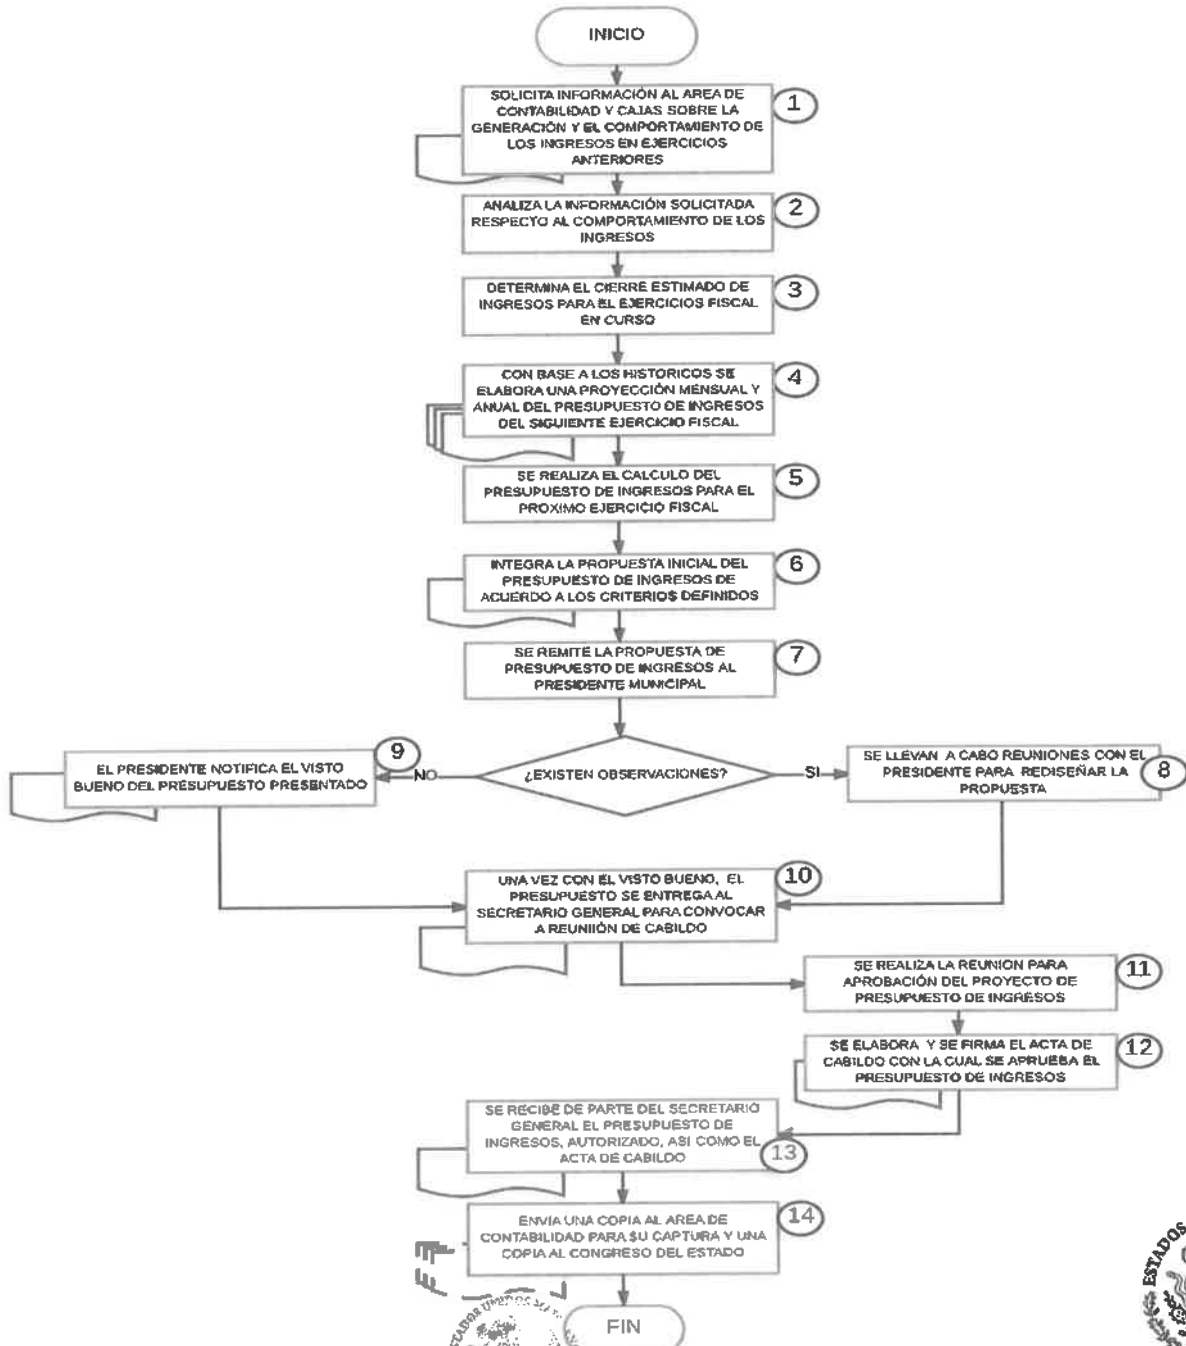 INICIO
SOLICITA INFORMACIÓN AL AREA DE
CONTABILIDAD Y CAJAS SOBRE LA
GENERACIÓN Y EL COMPORTAMIENTO DE
LOS INGRESOS EN EJERCICIOS
ANTERIORES
1
ANALIZA LA INFORMACIÓN SOLICITADA
RESPECTO AL COMPORTAMIENTO DE LOS
INGRESOS
2
DETERMINA EL CIERRE ESTIMADO DE
INGRESOS PARA EL EJERCICIOS FISCAL
EN CURSO
3
CON BASE A LOS HISTORICOS SE
ELABORA UNA PROYECCIÓN MENSUAL Y
ANUAL DEL PRESUPUESTO DE INGRESOS
DEL SIGUIENTE EJERCICIO FISCAL
4
SE REALIZA EL CALCULO DEL
PRESUPUESTO DE INGRESOS PARA EL
PROXIMO EJERCICIO FISCAL
5
INTEGRA LA PROPUESTA INICIAL DEL
PRESUPUESTO DE INGRESOS DE
ACUERDO A LOS CRITERIOS DEFINIDOS
6
SE REMITE LA PROPUESTA DE
PRESUPUESTO DE INGRESOS AL
PRESIDENTE MUNICIPAL
7
¿EXISTEN OBSERVACIONES?
NO
SI
EL PRESIDENTE NOTIFICA EL VISTO
BUENO DEL PRESUPUESTO PRESENTADO
9
SE LLEVAN A CABO REUNIONES CON EL
PRESIDENTE PARA REDISEÑAR LA
PROPUESTA
8
UNA VEZ CON EL VISTO BUENO, EL
PRESUPUESTO SE ENTREGA AL
SECRETARIO GENERAL PARA CONVOCAR
A REUNIIÓN DE CABILDO
10
SE REALIZA LA REUNION PARA
APROBACIÓN DEL PROYECTO DE
PRESUPUESTO DE INGRESOS
11
SE ELABORA Y SE FIRMA EL ACTA DE
CABILDO CON LA CUAL SE APRUEBA EL
PRESUPUESTO DE INGRESOS
12
SE RECIBE DE PARTE DEL SECRETARIO
GENERAL EL PRESUPUESTO DE
INGRESOS, AUTORIZADO, ASI COMO EL
ACTA DE CABILDO
13
ENVIA UNA COPIA AL AREA DE
CONTABILIDAD PARA SU CAPTURA Y UNA
COPIA AL CONGRESO DEL ESTADO
14
FIN
ESTADOS
UNIDOS